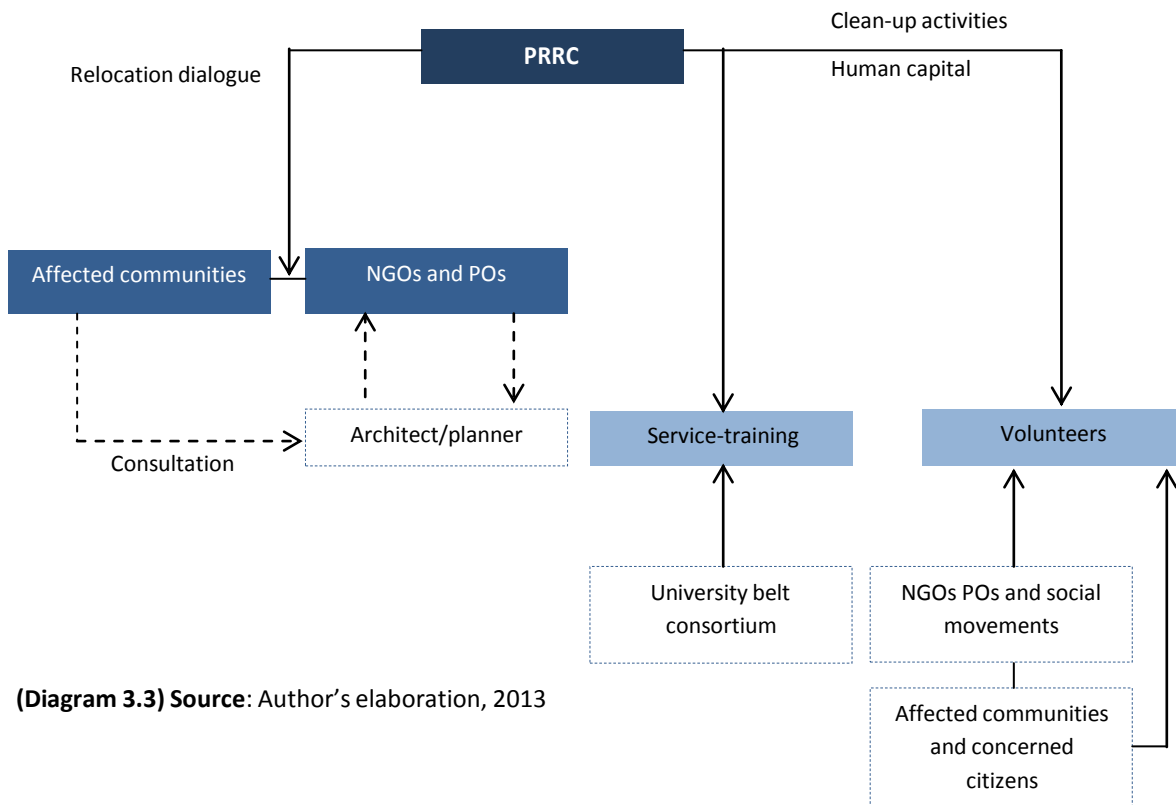 Clean-up activities
PRRC
Relocation dialogue
Human capital
Affected communities
NGOs and POs
Architect/planner
Service-training
Volunteers
Consultation
University belt
consortium
NGOs POs and social
movements
(Diagram 3.3) Source: Author’s elaboration, 2013
Affected communities
and concerned
citizens